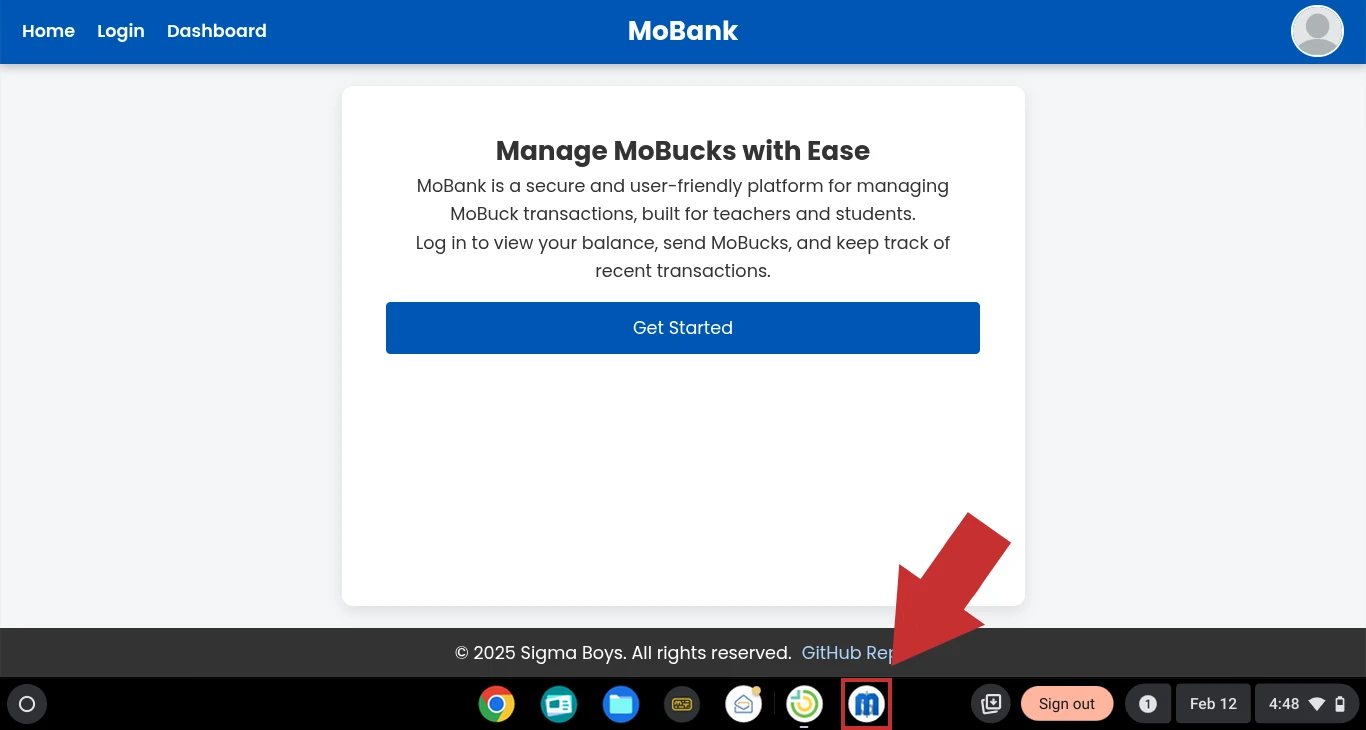 Home Login Dashboard MoBank
Manage MoBucks with Ease
MoBank is a secure and user-friendly platform for managing
MoBuck transactions, built for teachers and students.
Log in to view your balance, send MoBucks, and keep track of
recent transactions.
Get Started
© 2025 Sigma Boys. All rights reserved. GitHub Rep
Sign out 1 Feb 12 4:48